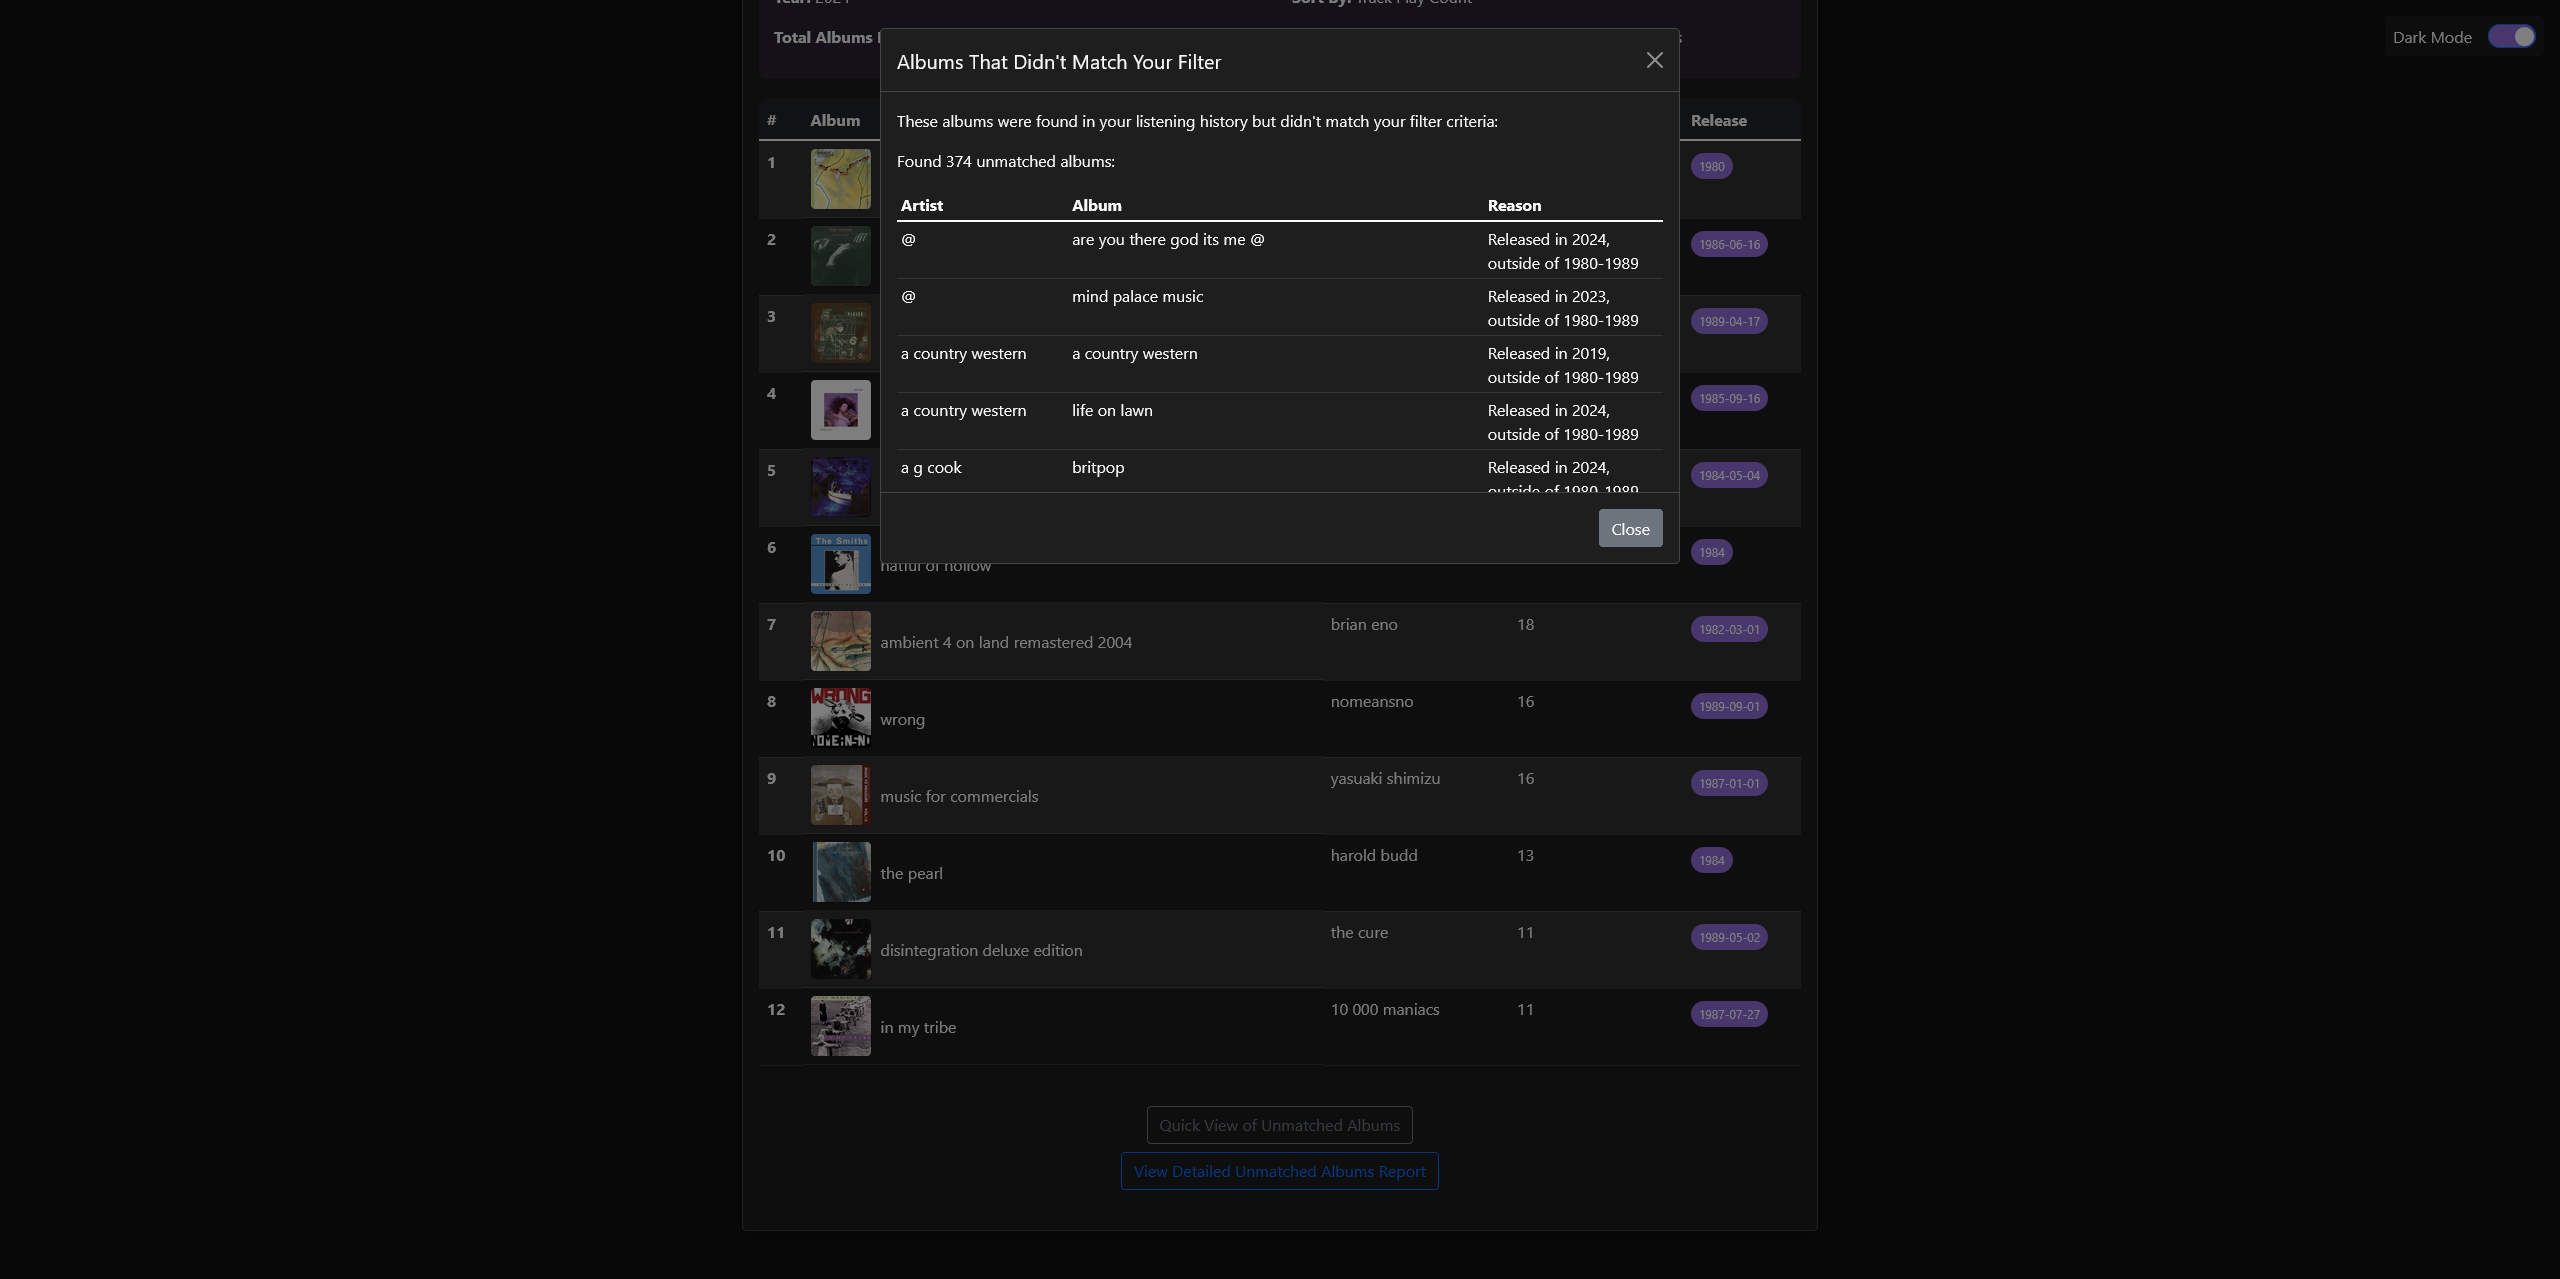 Year: 2024
Sort By: Track Play Count
Total Albums
Dark Mode
Albums That Didn't Match Your Filter
These albums were found in your listening history but didn't match your filter criteria:
Found 374 unmatched albums:
Artist Album Reason
@ are you there god its me @ Released in 2024,
outside of 1980-1989
@ mind palace music Released in 2023,
outside of 1980-1989
a country western a country western Released in 2019,
outside of 1980-1989
a country western life on lawn Released in 2024,
outside of 1980-1989
a g cook britpop Released in 2024,
outside of 1980-1989
Close
# Album Release
1 1980
2 1986-06-16
3 1989-04-17
4 1985-09-16
5 1984-05-04
6 The Smiths hatful of hollow 1984
7 ambient 4 on land remastered 2004 brian eno 18 1982-03-01
8 WRONG NOMEANSNO wrong nomeansno 16 1989-09-01
9 music for commercials yasuaki shimizu 16 1987-01-01
10 the pearl harold budd 13 1984
11 disintegration deluxe edition the cure 11 1989-05-02
12 in my tribe 10 000 maniacs 11 1987-07-27
Quick View of Unmatched Albums
View Detailed Unmatched Albums Report